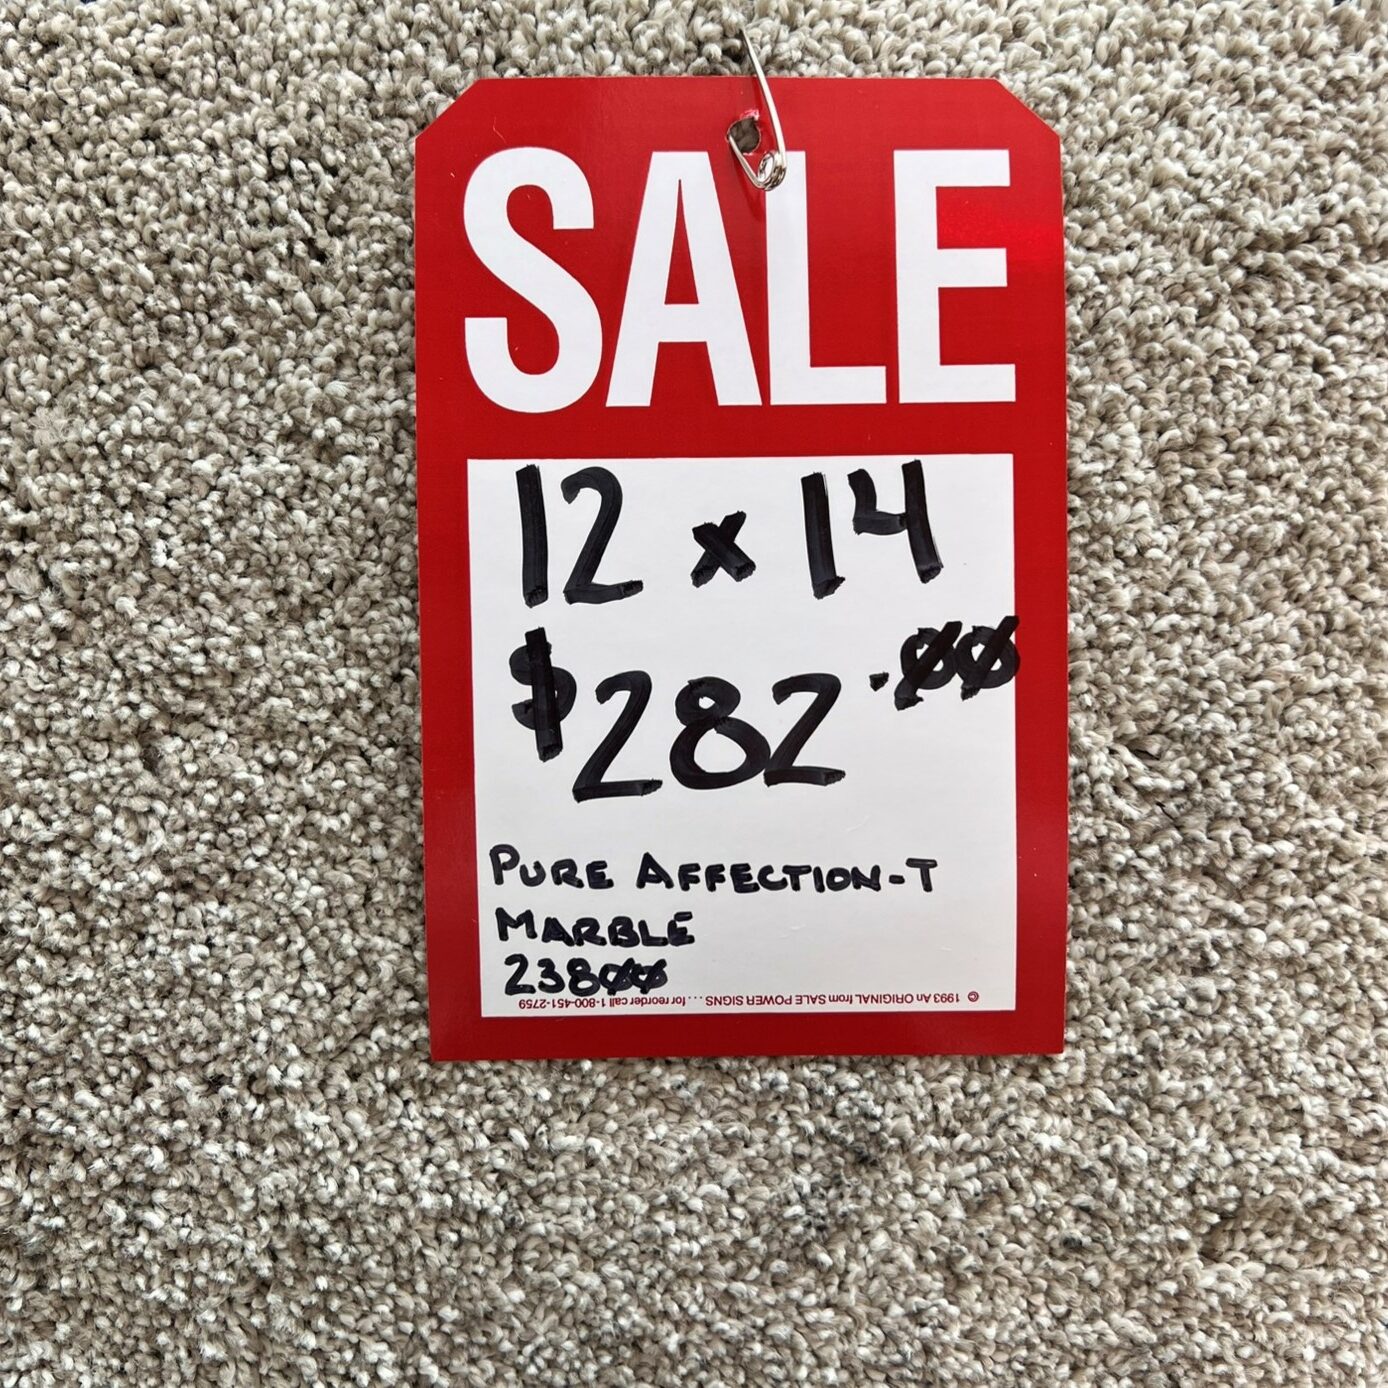 SALE
12 x 14
$282.00
PURE AFFECTION-T
MARBLE
23800
© 1993 An ORIGINAL from SALE POWER SIGNS . . . for reorder call 1-800-451-2759